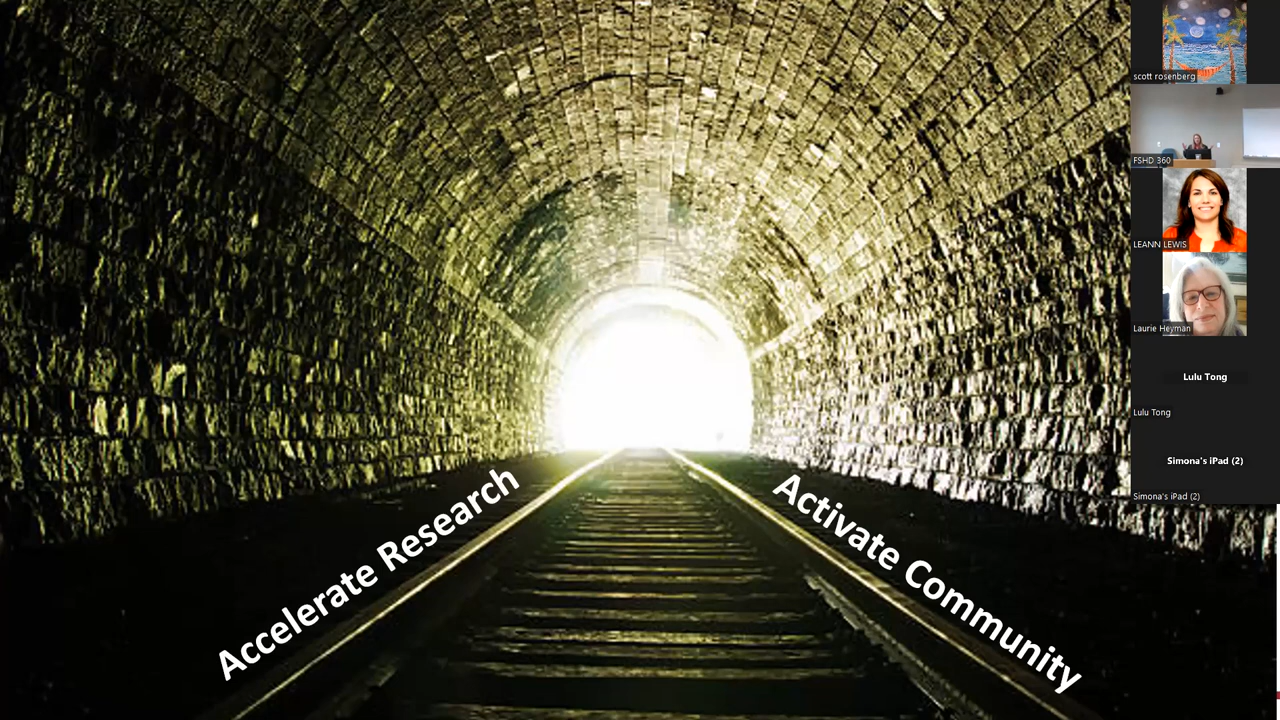 Accelerate Research
Activate Community
scott rosenberg
FSHD 360
LEANN LEWIS
Laurie Heyman
Lulu Tong
Lulu Tong
Simona's iPad (2)
Simona's iPad (2)